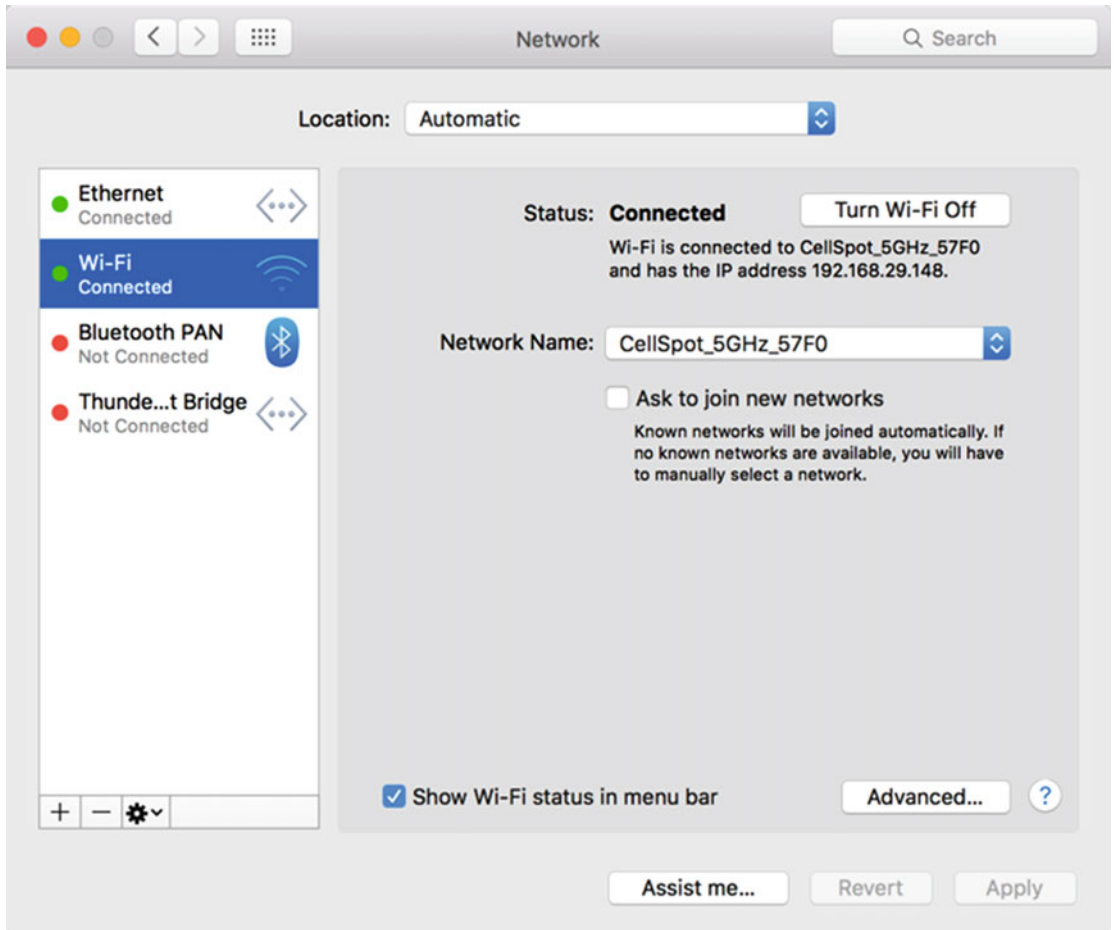 Network
Search
Location: Automatic
Ethernet
Connected
Wi-Fi
Connected
Bluetooth PAN
Not Connected
Thunde...t Bridge
Not Connected
Status: Connected
Turn Wi-Fi Off
Wi-Fi is connected to CellSpot_5GHz_57F0
and has the IP address 192.168.29.148.
Network Name: CellSpot_5GHz_57F0
Ask to join new networks
Known networks will be joined automatically. If
no known networks are available, you will have
to manually select a network.
Show Wi-Fi status in menu bar
Advanced...
?
Assist me...
Revert
Apply